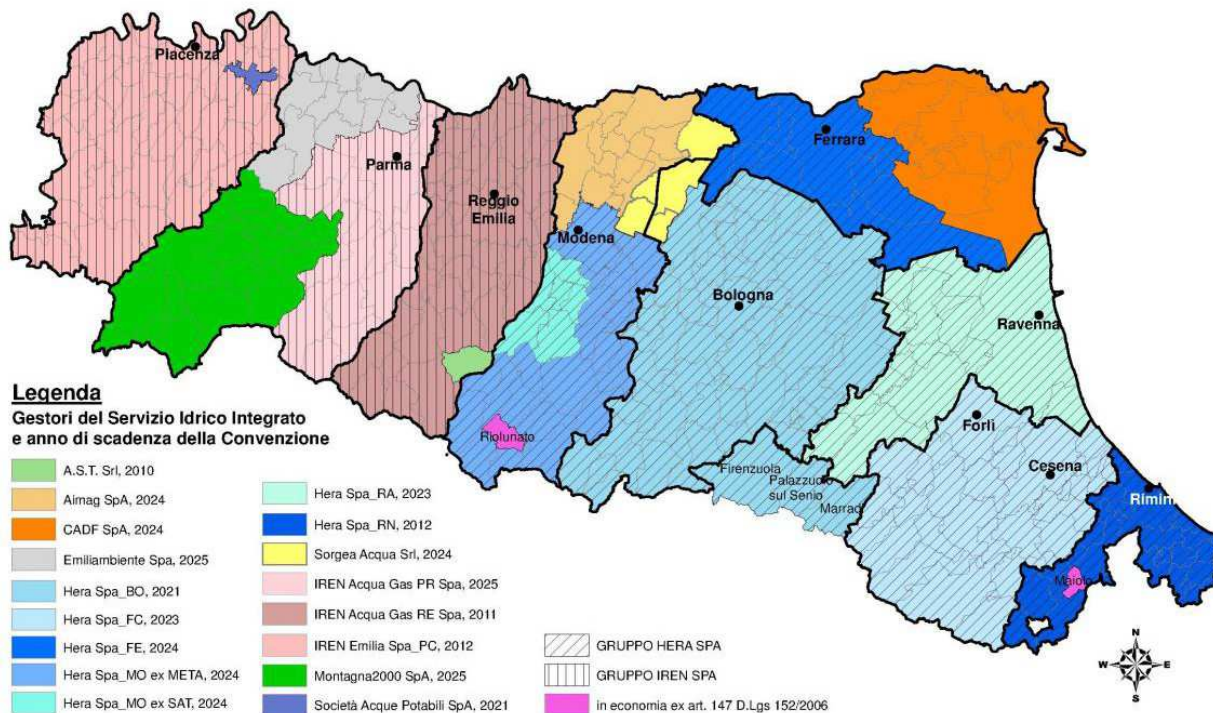 Piacenza
Parma
Reggio
Emilia
Modena
Ferrara
Bologna
Ravenna
Forlì
Cesena
Rimini
Riolunato
Firenzuola
Palazzuolo
sul Senio
Marradi
Maiolo
Legenda
Gestori del Servizio Idrico Integrato
e anno di scadenza della Convenzione
A.S.T. Srl, 2010
Aimag SpA, 2024
CADF SpA, 2024
Emiliambiente Spa, 2025
Hera Spa_BO, 2021
Hera Spa_FC, 2023
Hera Spa_FE, 2024
Hera Spa_MO ex META, 2024
Hera Spa_MO ex SAT, 2024
Hera Spa_RA, 2023
Hera Spa_RN, 2012
Sorgea Acqua Srl, 2024
IREN Acqua Gas PR Spa, 2025
IREN Acqua Gas RE Spa, 2011
IREN Emilia Spa_PC, 2012
Montagna2000 SpA, 2025
Società Acque Potabili SpA, 2021
GRUPPO HERA SPA
GRUPPO IREN SPA
in economia ex art. 147 D.Lgs 152/2006
N
W E
S